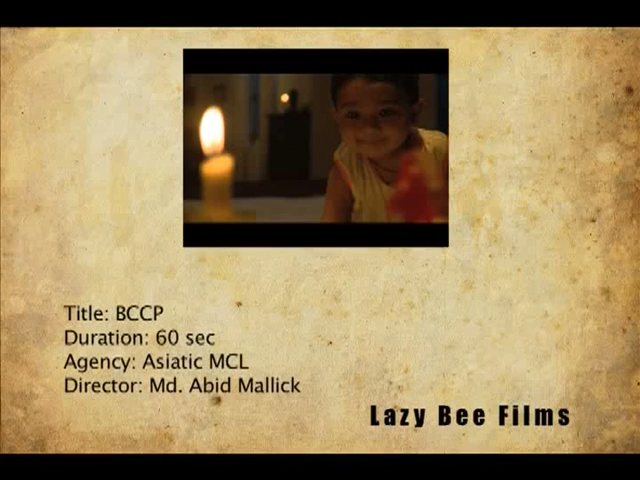 Title: BCCP
Duration: 60 sec
Agency: Asiatic MCL
Director: Md. Abid Mallick
Lazy Bee Films